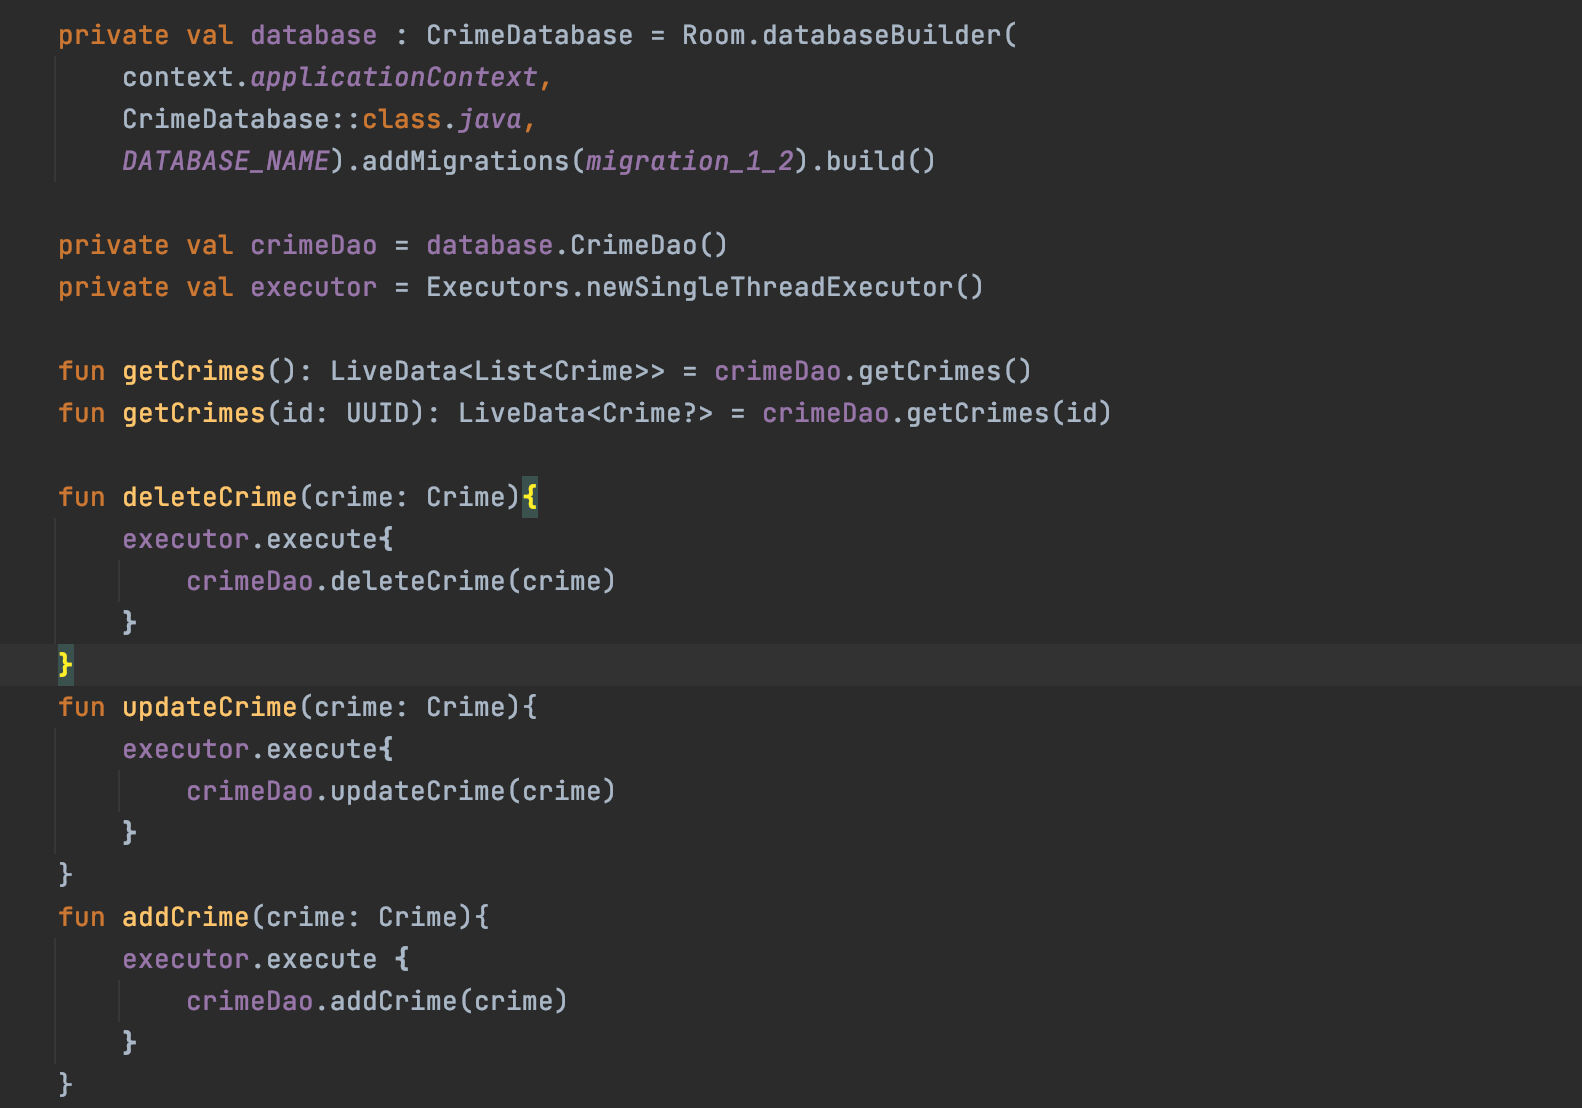 private val database : CrimeDatabase = Room.databaseBuilder(
    context.applicationContext,
    CrimeDatabase::class.java,
    DATABASE_NAME).addMigrations(migration_1_2).build()

private val crimeDao = database.CrimeDao()
private val executor = Executors.newSingleThreadExecutor()

fun getCrimes(): LiveData<List<Crime>> = crimeDao.getCrimes()
fun getCrimes(id: UUID): LiveData<Crime?> = crimeDao.getCrimes(id)

fun deleteCrime(crime: Crime){
    executor.execute{
        crimeDao.deleteCrime(crime)
    }
}
fun updateCrime(crime: Crime){
    executor.execute{
        crimeDao.updateCrime(crime)
    }
}
fun addCrime(crime: Crime){
    executor.execute {
        crimeDao.addCrime(crime)
    }
}